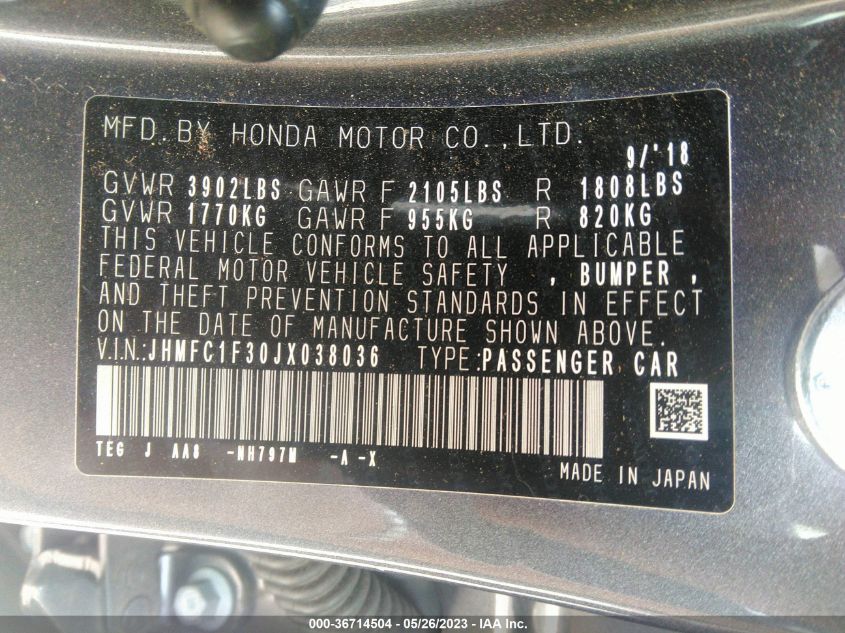 MFD. BY HONDA MOTOR CO., LTD.
9/'18
GVWR 3902LBS GAWR F 2105LBS R 1808LBS
GVWR 1770KG GAWR F 955KG R 820KG
THIS VEHICLE CONFORMS TO ALL APPLICABLE
FEDERAL MOTOR VEHICLE SAFETY , BUMPER ,
AND THEFT PREVENTION STANDARDS IN EFFECT
ON THE DATE OF MANUFACTURE SHOWN ABOVE.
V.I.N.:JHMFC1F30JX038036 TYPE:PASSENGER CAR
TEG J AA8 -NH797M -A -X
MADE IN JAPAN
000-36714504 - 05/26/2023 - IAA Inc.